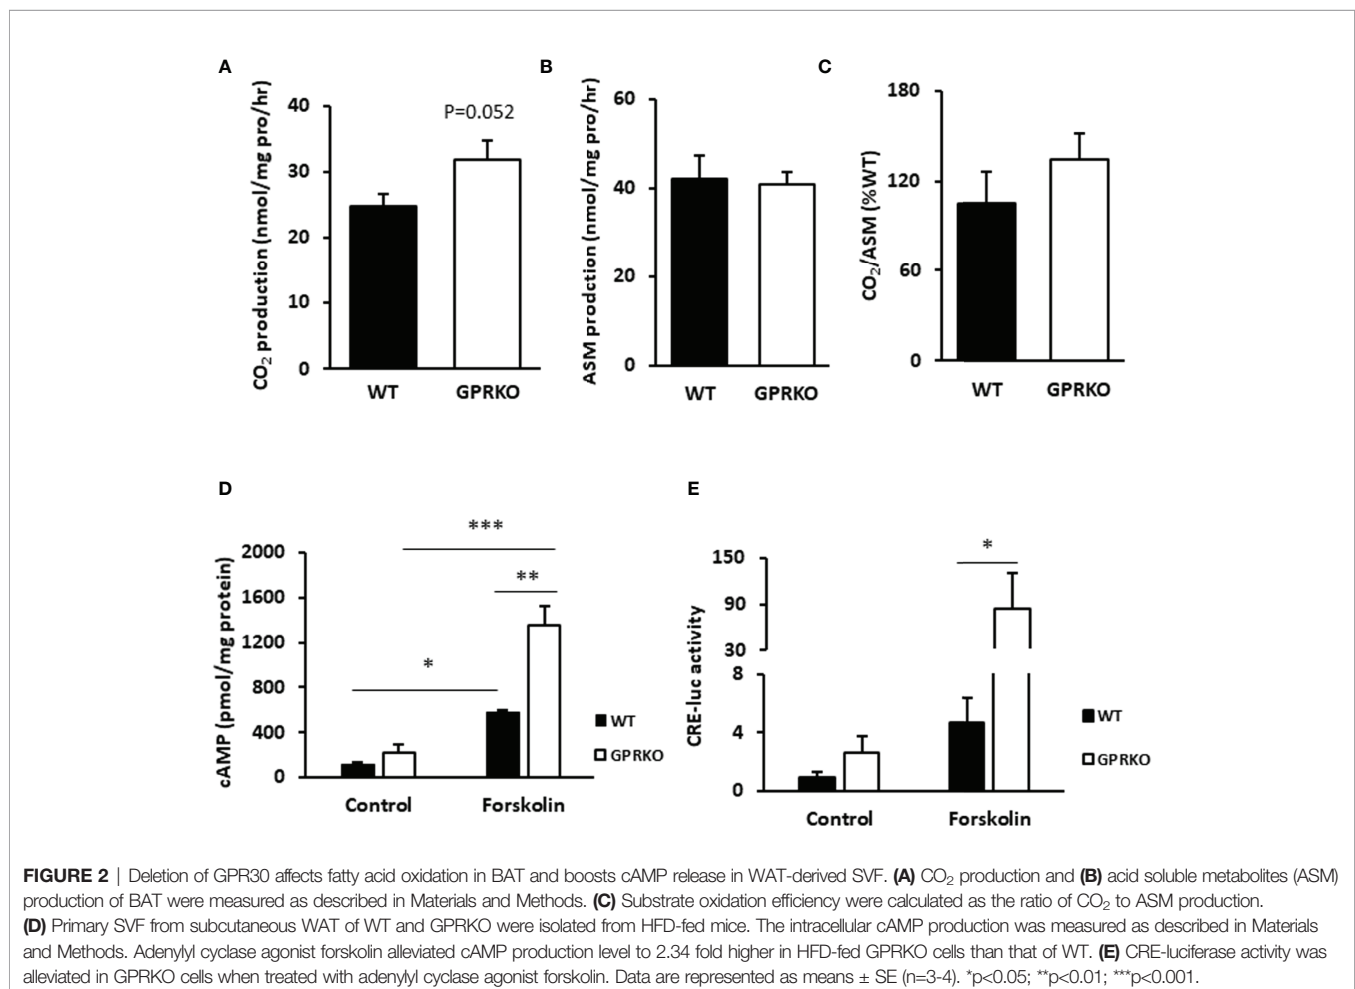 A
CO₂ production (nmol/mg pro/hr)
40
30
20
10
0
P=0.052
WT
GPRKO
B
ASM prodction (nmol/mg pro/hr)
60
40
20
0
WT
GPRKO
C
CO₂/ASM (%WT)
180
120
60
0
WT
GPRKO
D
cAMP (pmol/mg protein)
2000
1600
1200
800
400
0
***
**
*
Control
Forskolin
WT
GPRKO
E
CRE-luc activity
150
90
30
8
4
0
*
Control
Forskolin
WT
GPRKO
FIGURE 2 | Deletion of GPR30 affects fatty acid oxidation in BAT and boosts cAMP release in WAT-derived SVF. (A) CO₂ production and (B) acid soluble metabolites (ASM)
production of BAT were measured as described in Materials and Methods. (C) Substrate oxidation efficiency were calculated as the ratio of CO₂ to ASM production.
(D) Primary SVF from subcutaneous WAT of WT and GPRKO were isolated from HFD-fed mice. The intracellular cAMP production was measured as described in Materials
and Methods. Adenylyl cyclase agonist forskolin alleviated cAMP production level to 2.34 fold higher in HFD-fed GPRKO cells than that of WT. (E) CRE-luciferase activity was
alleviated in GPRKO cells when treated with adenylyl cyclase agonist forskolin. Data are represented as means ± SE (n=3-4). *p<0.05; **p<0.01; ***p<0.001.